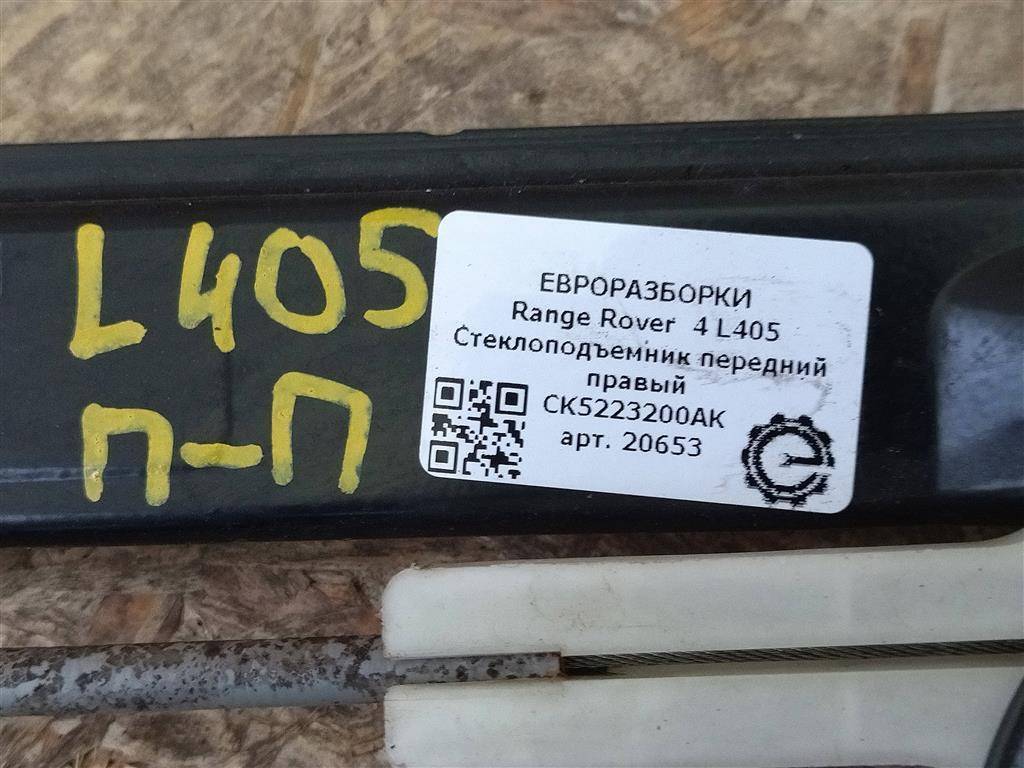 L405
П-П
ЕВРОРАЗБОРКИ
Range Rover 4 L405
Стеклоподъемник передний
правый
CK5223200AK
арт. 20653